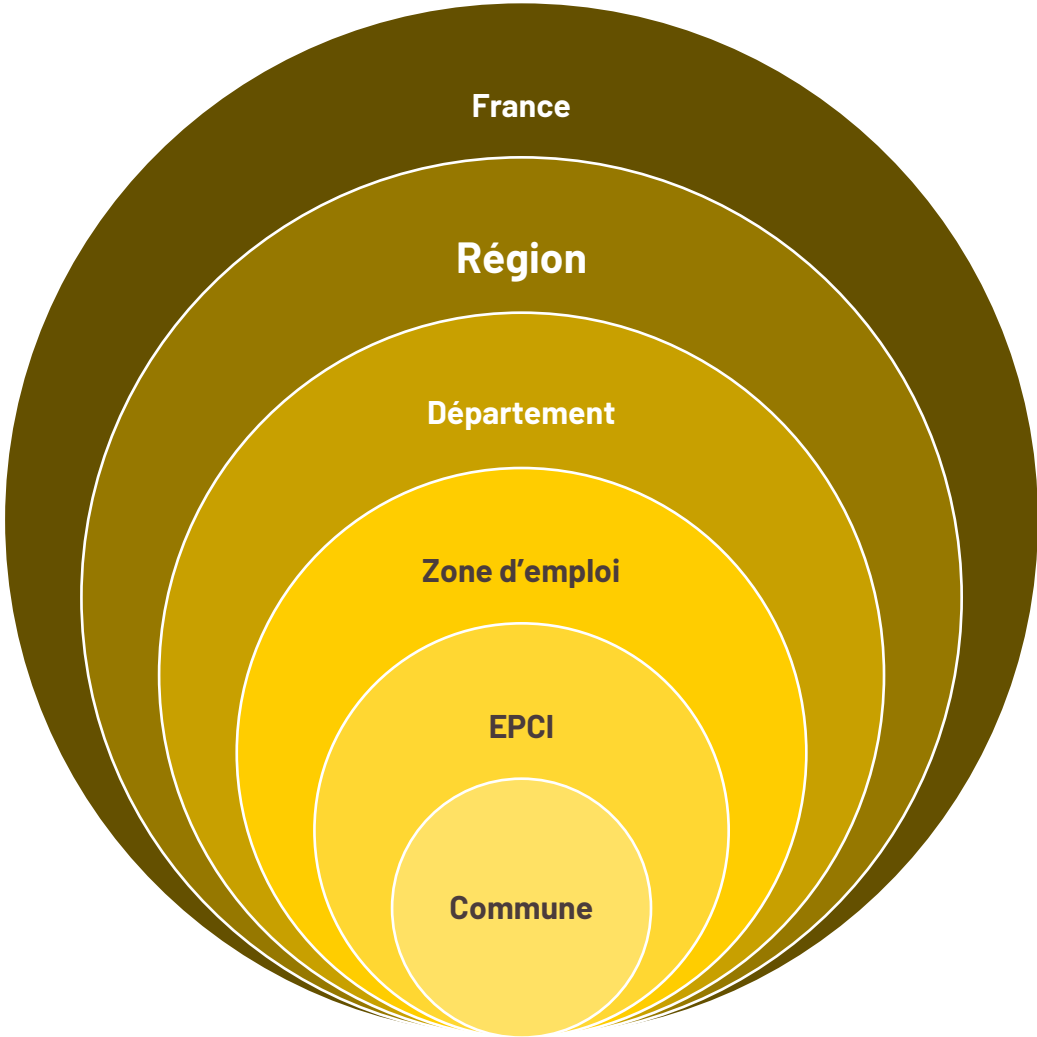 France
Région
Département
Zone d’emploi
EPCI
Commune